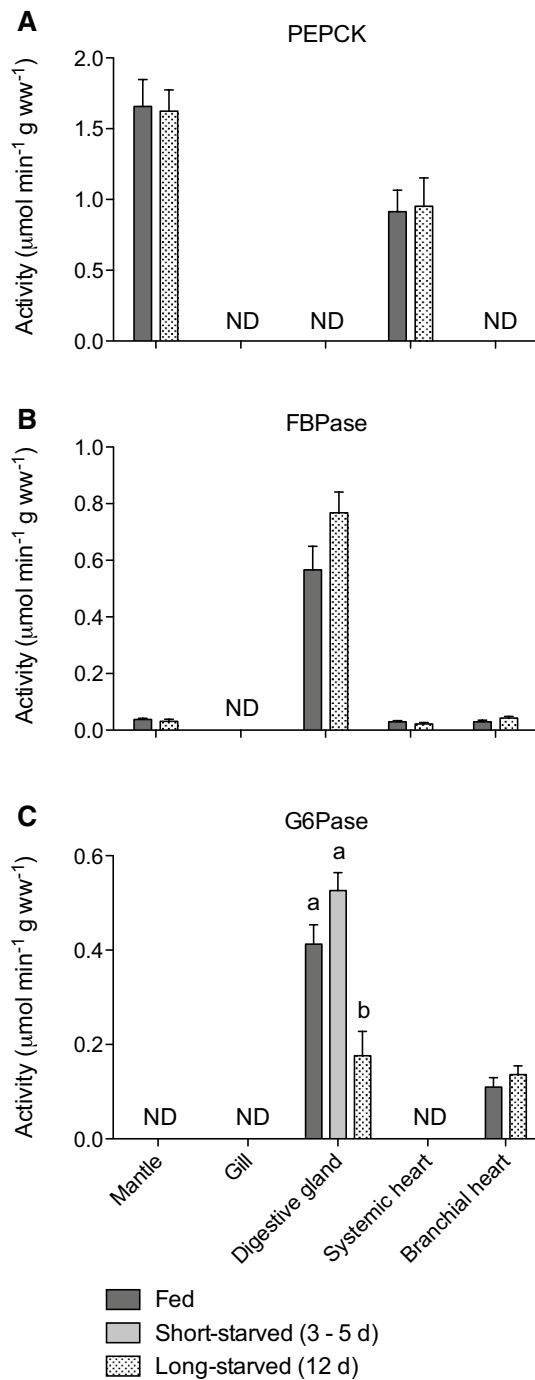 A
PEPCK
Activity (μmol min⁻¹ g ww⁻¹)
2.0
1.5
1.0
0.5
0.0
ND
ND
ND
B
FBPase
Activity (μmol min⁻¹ g ww⁻¹)
1.0
0.8
0.6
0.4
0.2
0.0
ND
C
G6Pase
Activity (μmol min⁻¹ g ww⁻¹)
0.6
0.4
0.2
0.0
ND
ND
a
a
b
ND
Mantle
Gill
Digestive gland
Systemic heart
Branchial heart
Fed
Short-starved (3 - 5 d)
Long-starved (12 d)